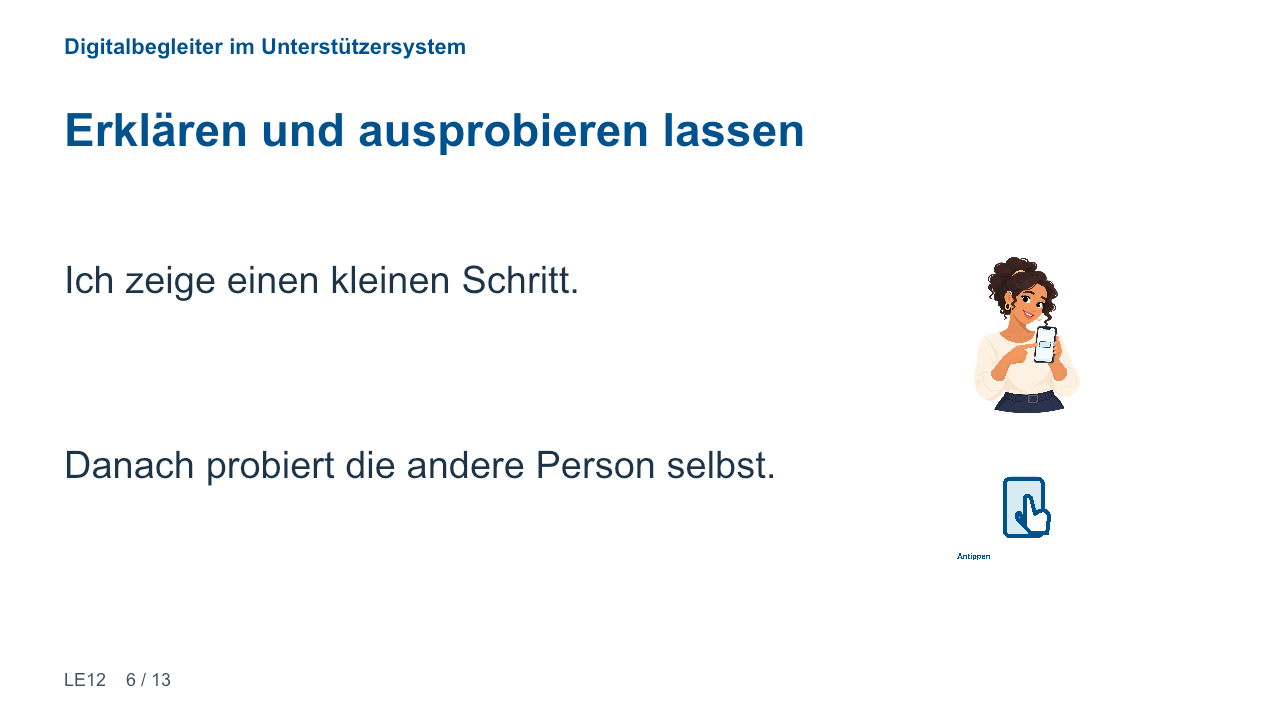 Digitalbegleiter im Unterstützersystem
Erklären und ausprobieren lassen
Ich zeige einen kleinen Schritt.
Danach probiert die andere Person selbst.
Antippen
LE12 6 / 13